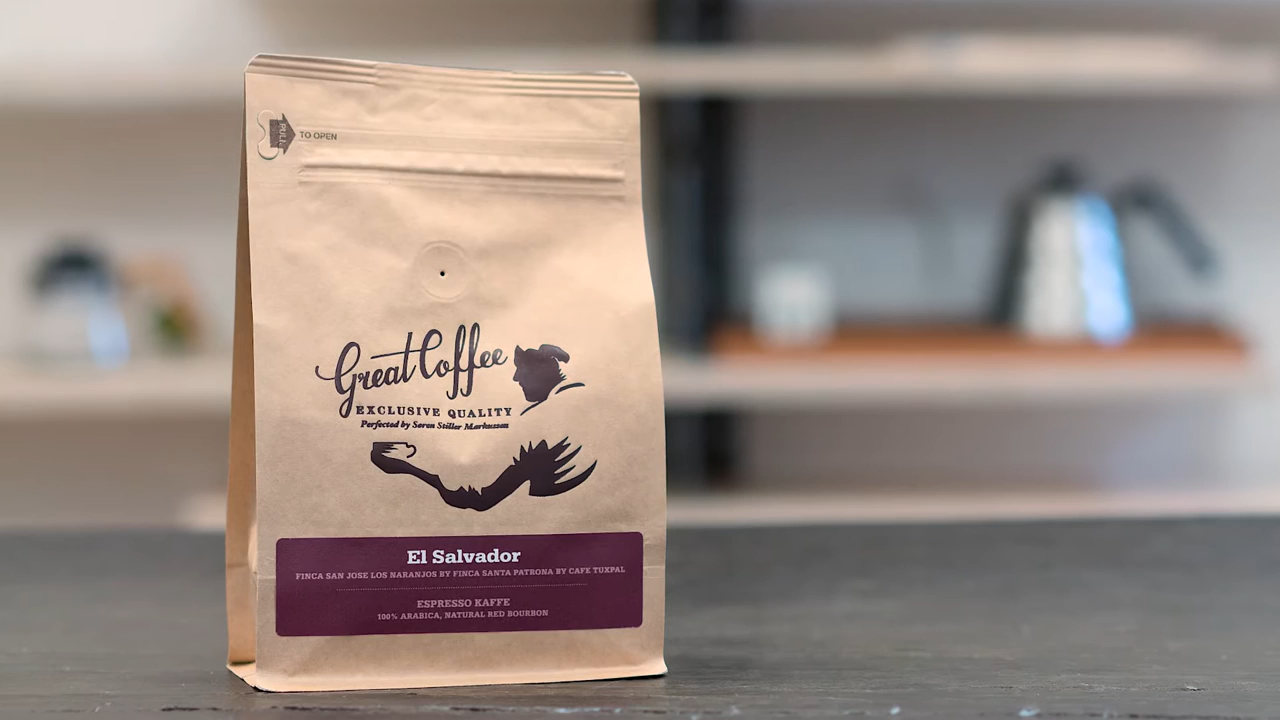 PULL
TO OPEN
Great Coffee
EXCLUSIVE QUALITY
Perfected by Søren Stiller Markussen
El Salvador
FINCA SAN JOSE LOS NARANJOS BY FINCA SANTA PATRONA BY CAFE TUXPAL
ESPRESSO KAFFE
100% ARABICA, NATURAL RED BOURBON